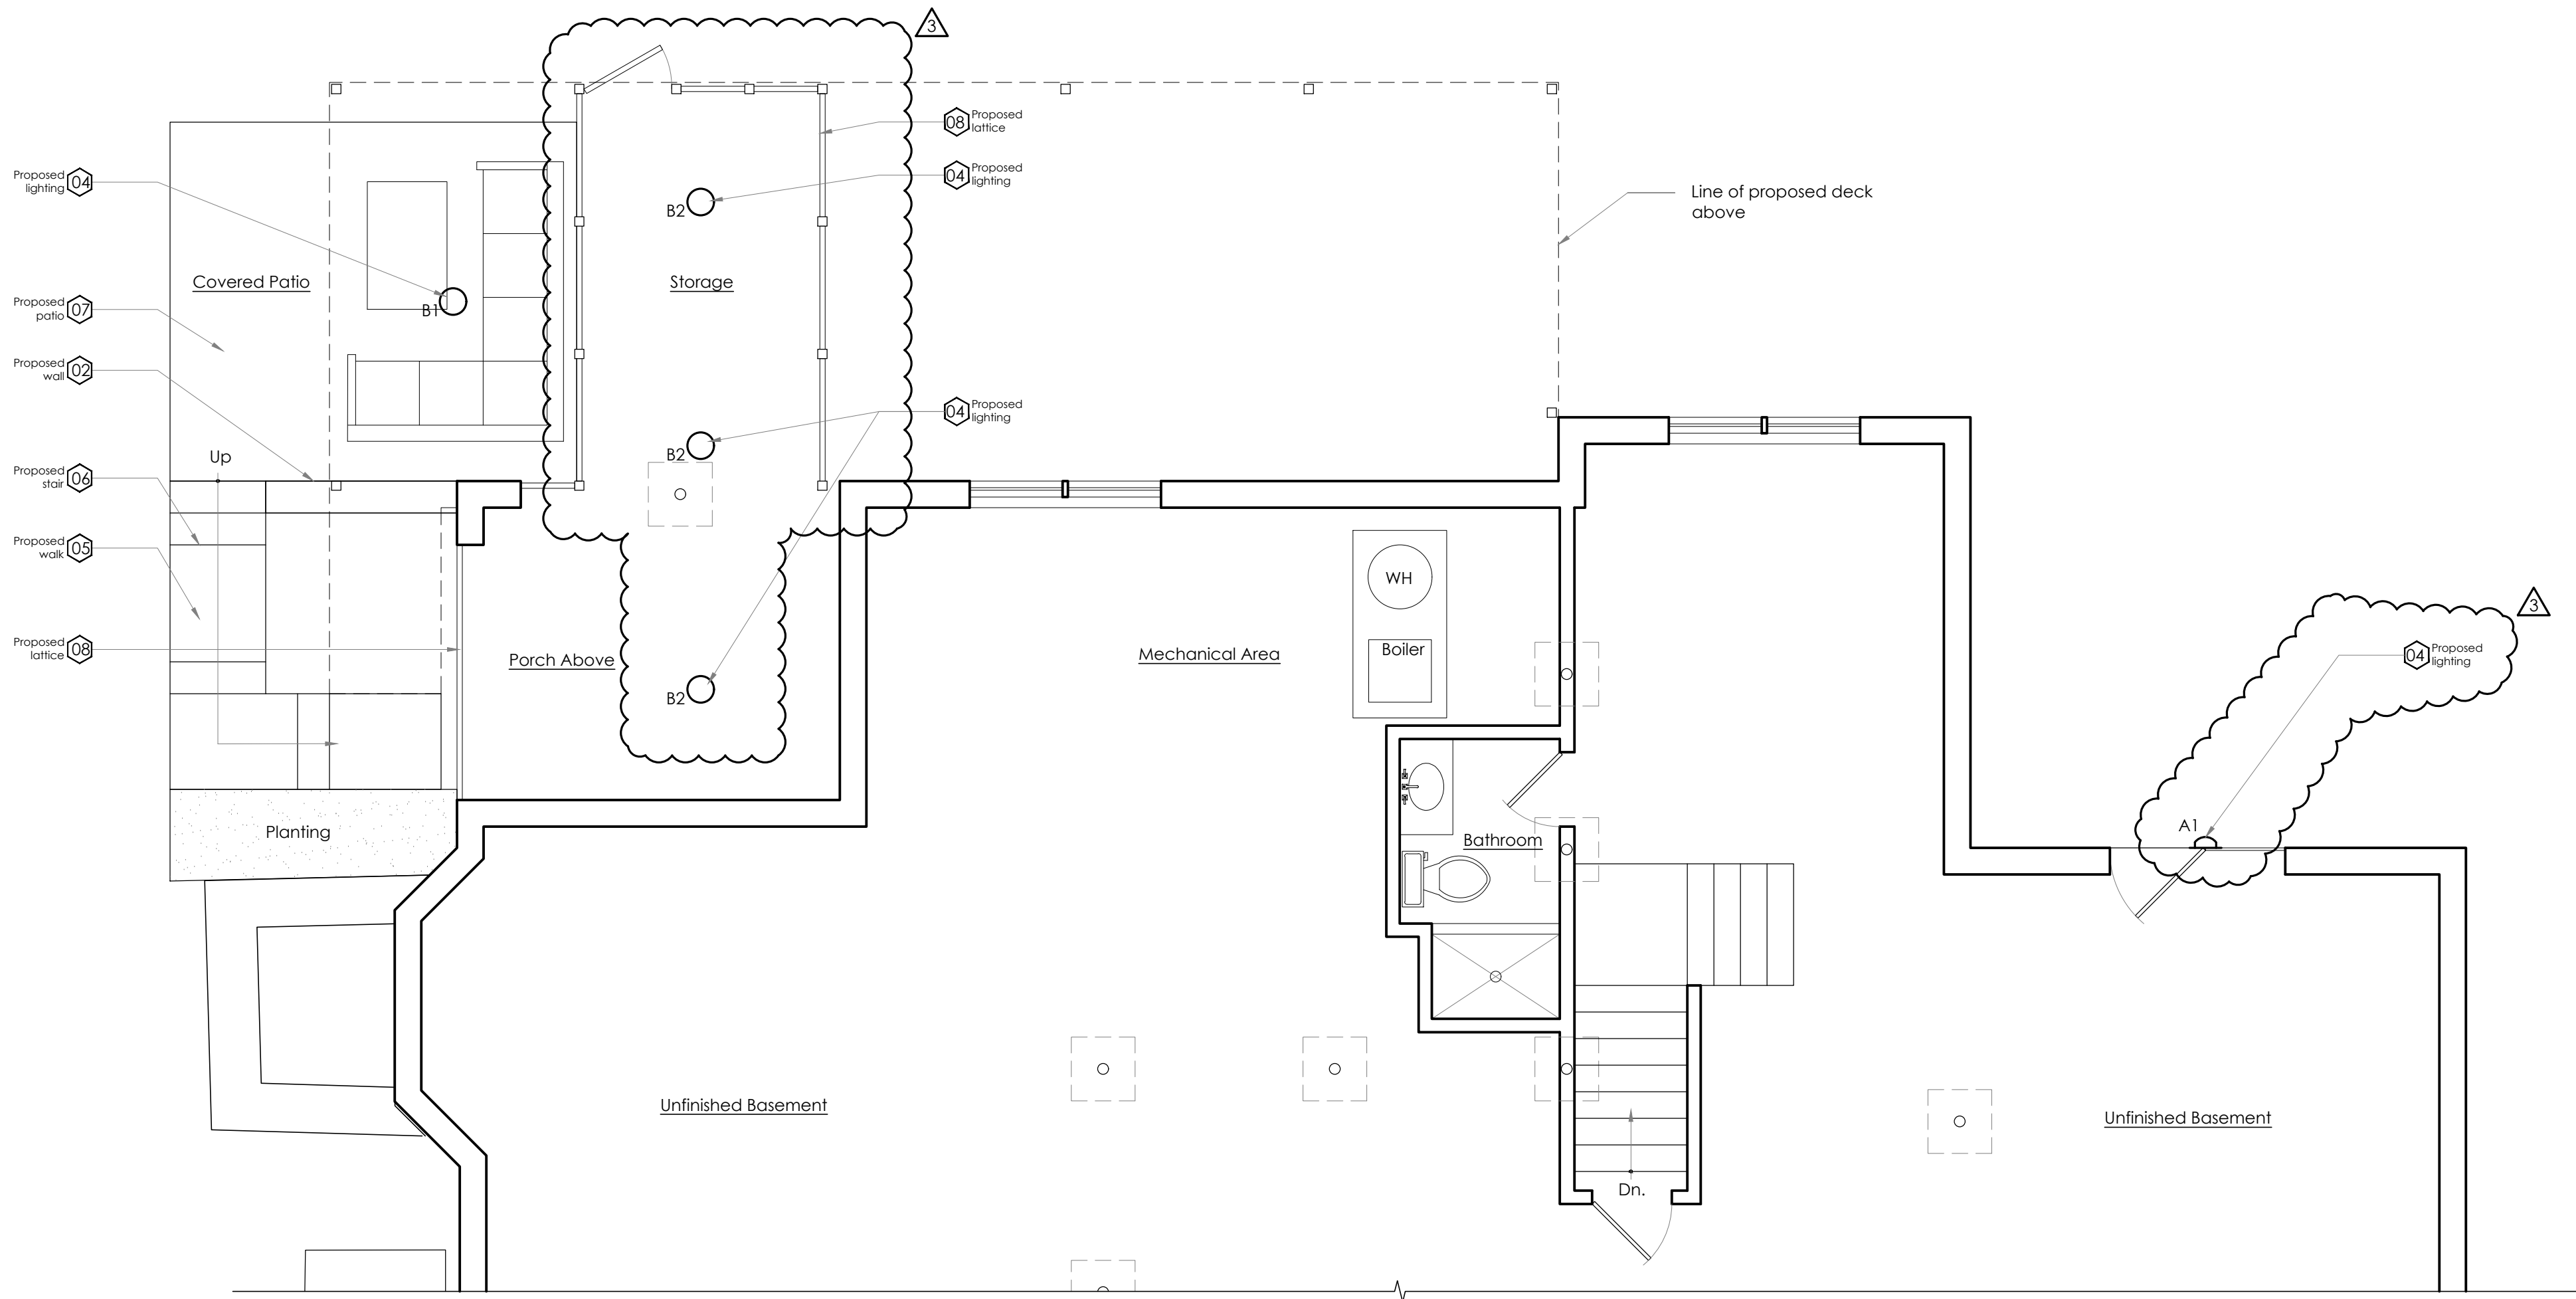 3
08 Proposed
lattice
04 Proposed
lighting
Proposed 04
lighting
Line of proposed deck
above
Covered Patio
Storage
B2
B1
Proposed 07
patio
Proposed 02
wall
04 Proposed
lighting
Up
B2
Proposed 06
stair
Proposed 05
walk
WH
3
Proposed 08
lattice
Boiler
Mechanical Area
04 Proposed
lighting
Porch Above
B2
A1
Planting
Bathroom
Unfinished Basement
Unfinished Basement
Dn.